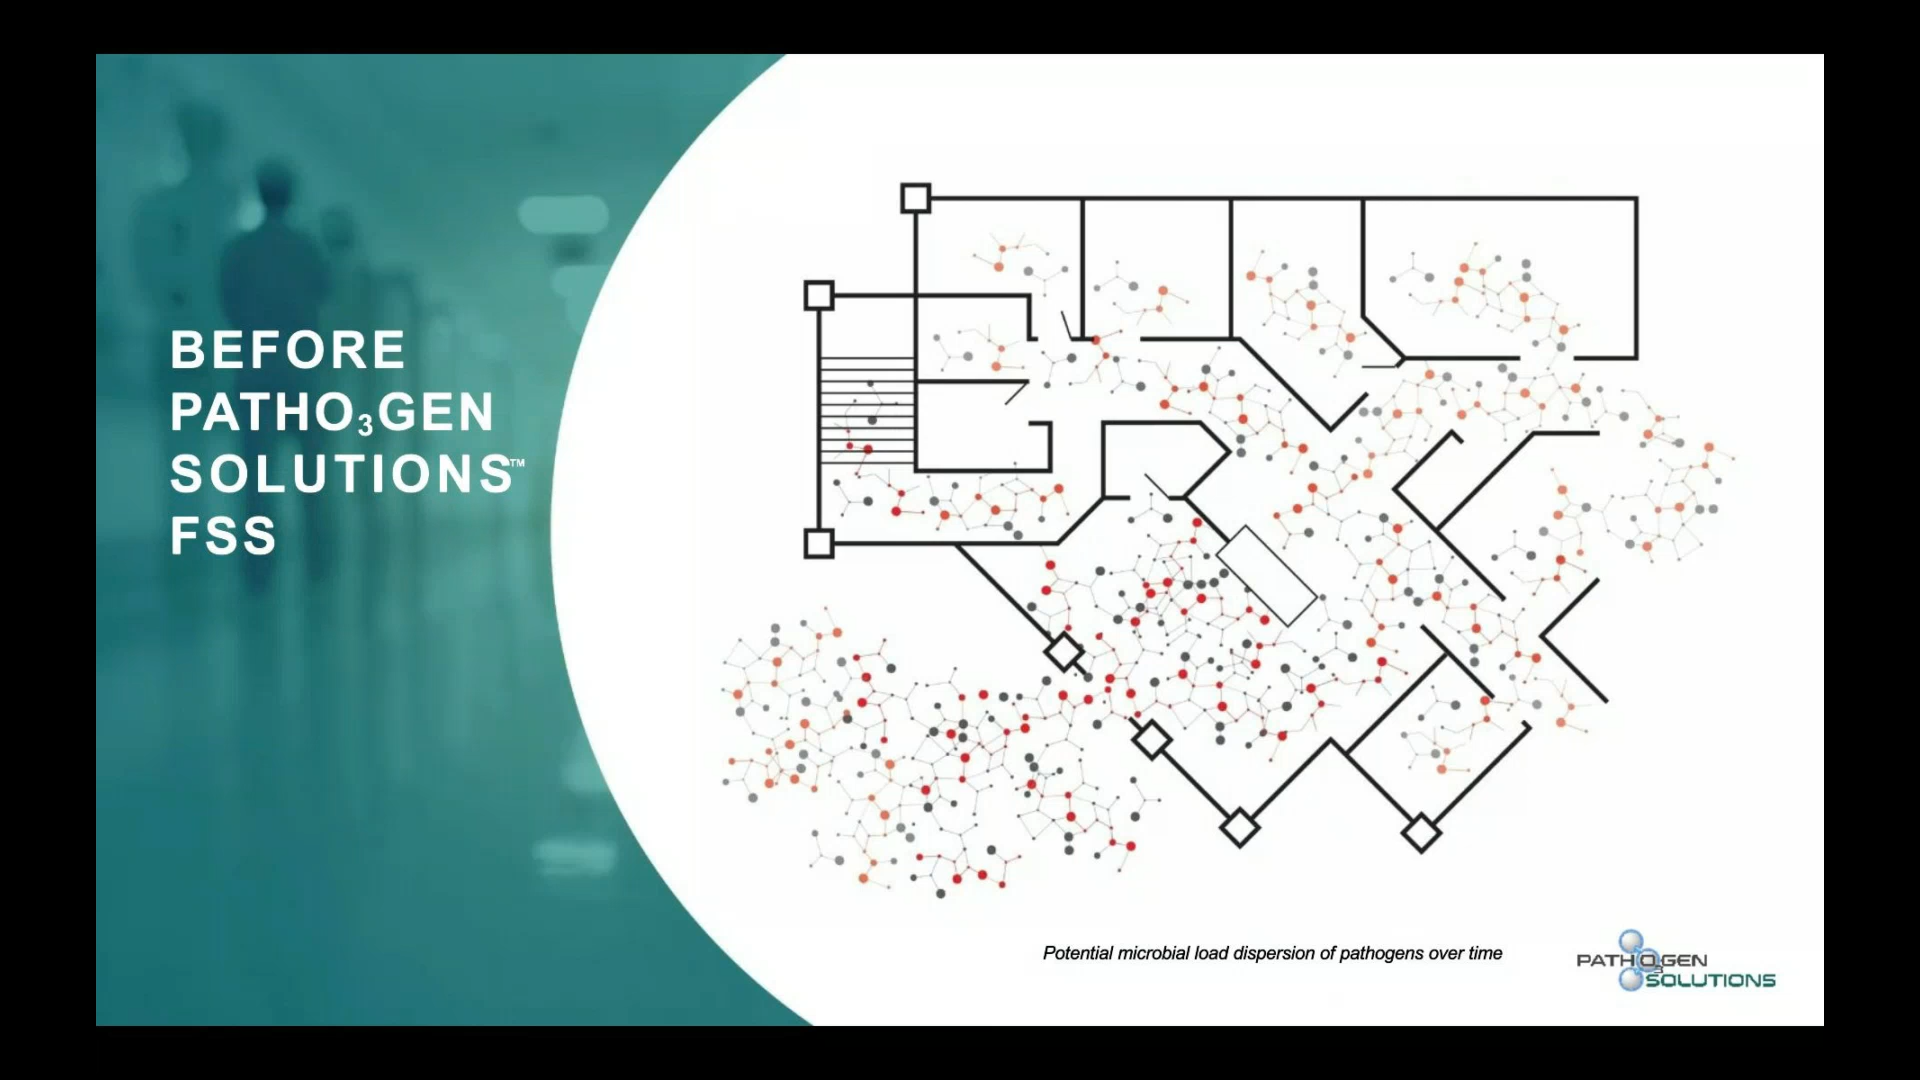 BEFORE
PATHO₃GEN
SOLUTIONS™
FSS
Potential microbial load dispersion of pathogens over time
PATHO₃GEN
SOLUTIONS